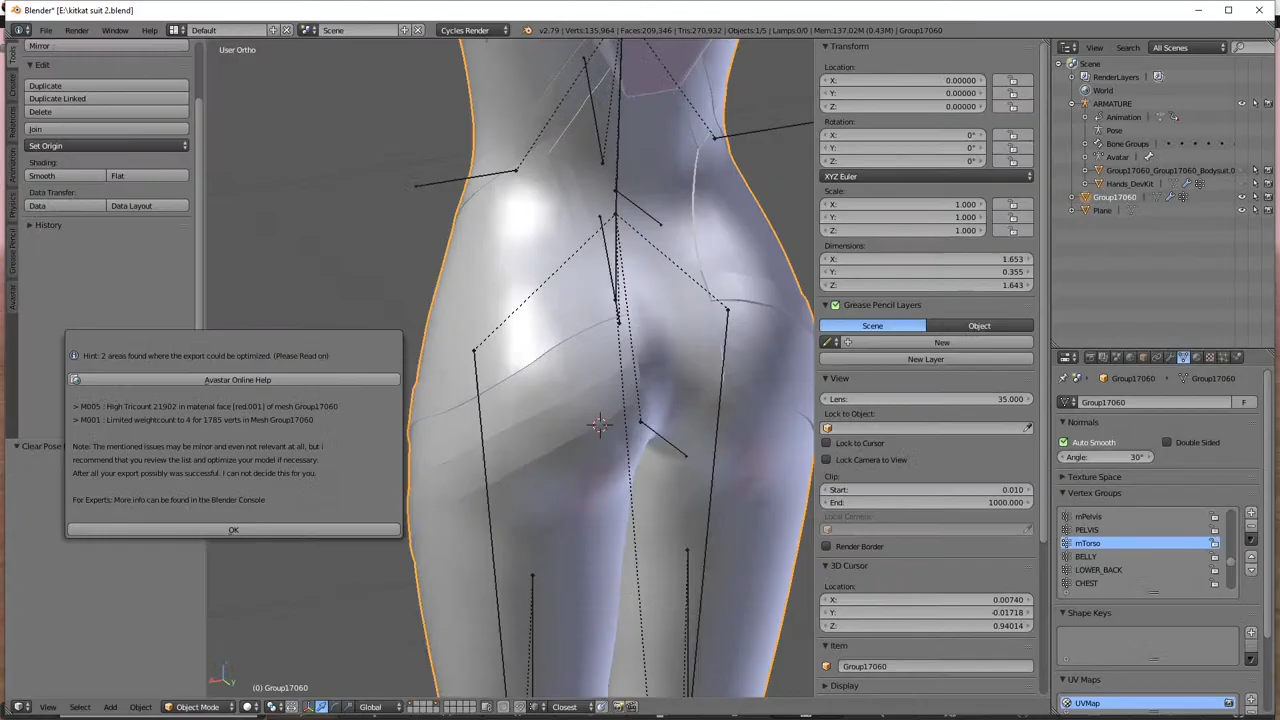 Blender* [E:\kitkat suit 2.blend]
File Render Window Help Default Scene Cycles Render v2.79 | Verts:135,964 | Faces:209,346 | Tris:270,932 | Objects:1/5 | Lamps:0/0 | Mem:137.02M (0.43M) | Group17060
Mirror
Edit
Duplicate
Duplicate Linked
Delete
Join
Set Origin
Shading:
Smooth Flat
Data Transfer:
Data Data Layout
History
Tools
Create
Relations
Animation
Physics
Grease Pencil
Avastar
User Ortho
Hint: 2 areas found where the export could be optimized. (Please Read on)
Avastar Online Help
> M005 : High Tricount 21902 in material face [red.001] of mesh Group17060
> M001 : Limited weightcount to 4 for 1785 verts in Mesh Group17060
Note: The mentioned issues may be minor and even not relevant at all, but i
recommend that you review the list and optimize your model if necessary.
After all your export possibly was successful. I can not decide this for you.
For Experts: More info can be found in the Blender Console
OK
Clear Pose
(0) Group17060
View Select Add Object Object Mode Global Closest
Transform
Location:
X: 0.00000
Y: 0.00000
Z: 0.00000
Rotation:
X: 0°
Y: 0°
Z: 0°
XYZ Euler
Scale:
X: 1.000
Y: 1.000
Z: 1.000
Dimensions:
X: 1.653
Y: 0.355
Z: 1.643
Grease Pencil Layers
Scene Object
New
New Layer
View
Lens: 35.000
Lock to Object:
Lock to Cursor
Lock Camera to View
Clip:
Start: 0.010
End: 1000.000
Local Camera:
Render Border
3D Cursor
Location:
X: 0.00740
Y: -0.01718
Z: 0.94014
Item
Group17060
Display
View Search All Scenes
Scene
RenderLayers
World
ARMATURE
Animation
Pose
Bone Groups
Avatar
Group17060_Group17060_Bodysuit.0
Hands_DevKit
Group17060
Plane
Group17060 Group17060
Group17060 F
Normals
Auto Smooth Double Sided
Angle: 30°
Texture Space
Vertex Groups
mPelvis
PELVIS
mTorso
BELLY
LOWER_BACK
CHEST
Shape Keys
UV Maps
UVMap